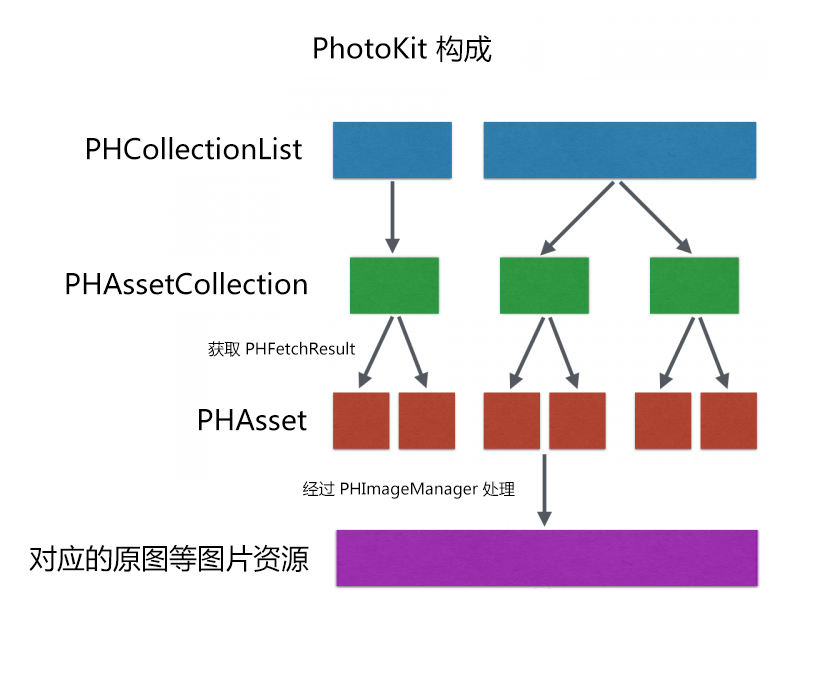 PhotoKit 构成
PHCollectionList
PHAssetCollection
获取 PHFetchResult
PHAsset
经过 PHImageManager 处理
对应的原图等图片资源